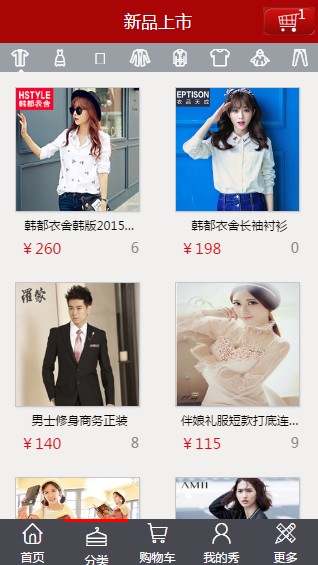 新品上市
1
HSTYLE
韩都衣舍
EPTISON
衣品天成
韩都衣舍韩版2015...
韩都衣舍长袖衬衫
￥260
6
￥198
0
男士修身商务正装
伴娘礼服短款打底连...
￥140
8
￥115
9
AMII
首页
分类
购物车
我的秀
更多